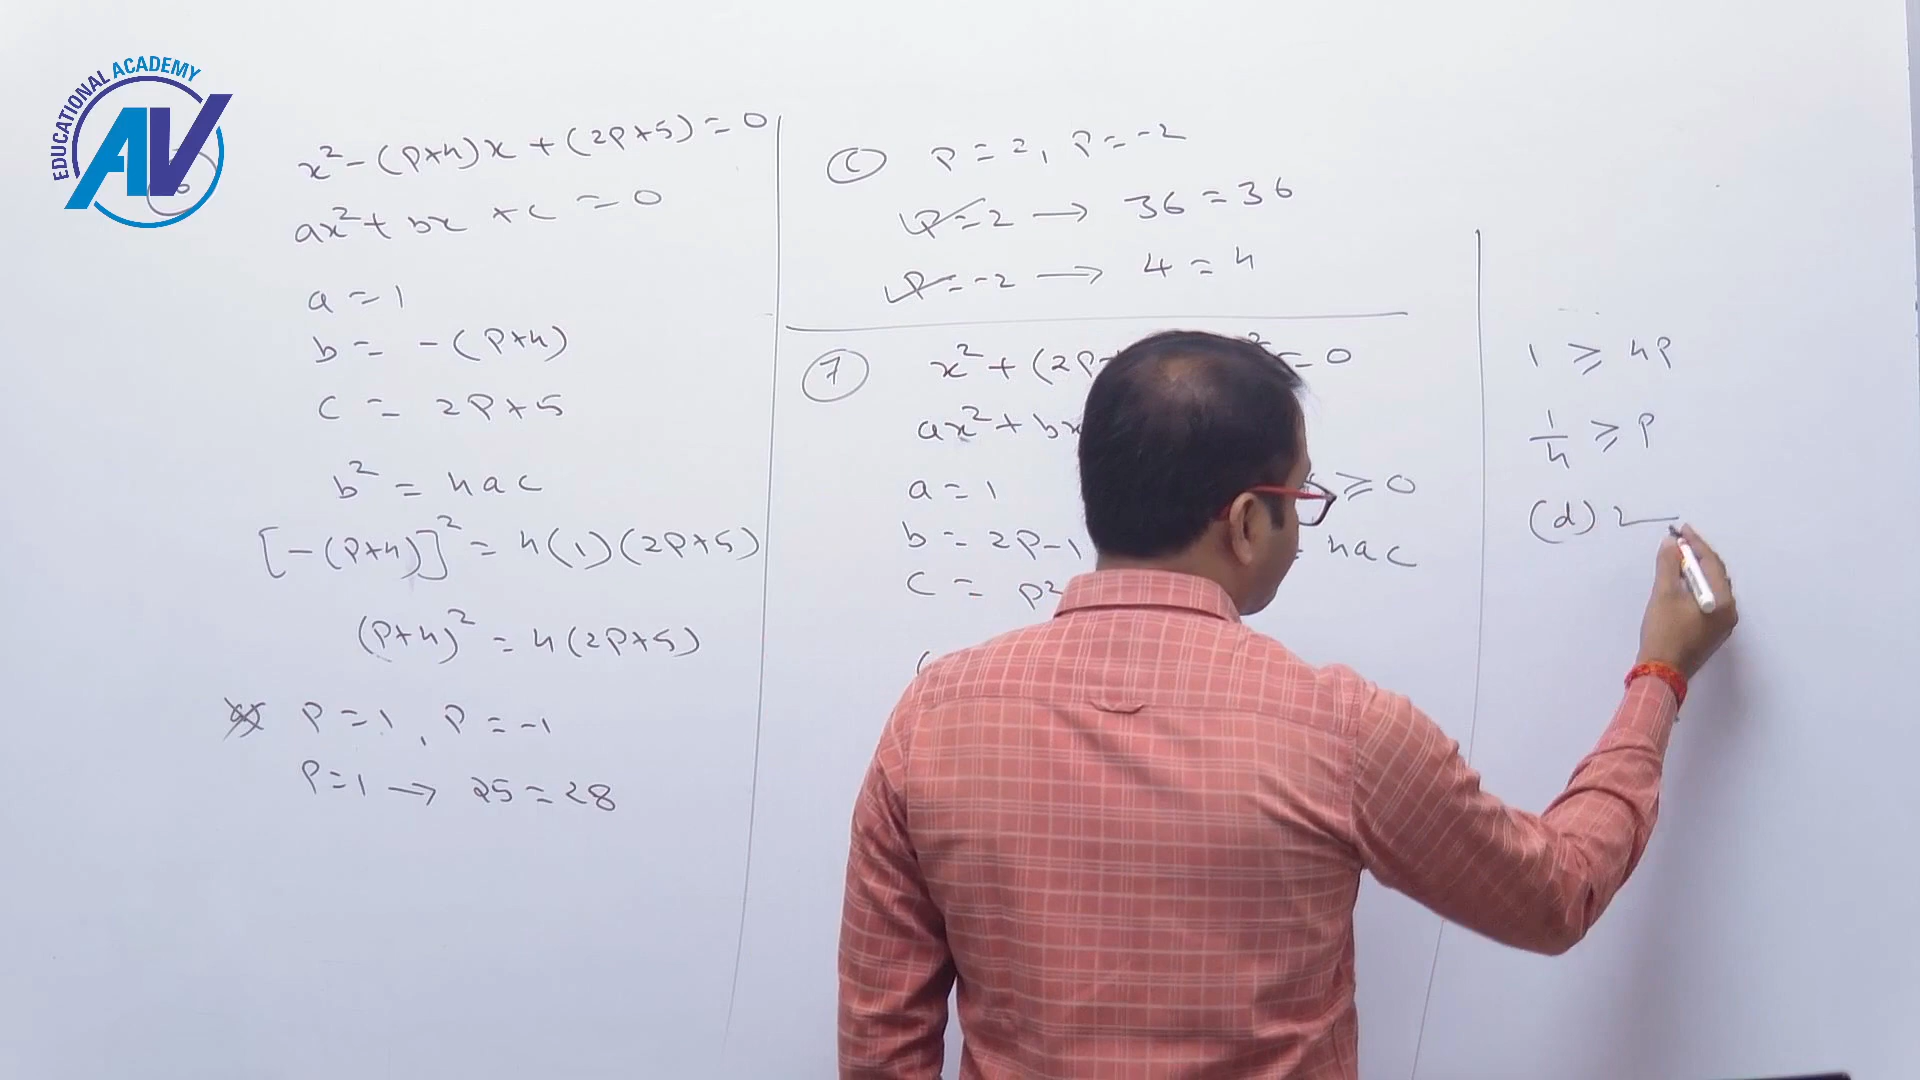 EDUCATIONAL ACADEMY
AV
x² - (p+4)x + (2p+5) = 0
ax² + bx + c = 0
a = 1
b = -(p+4)
c = 2p+5
b² = 4ac
[-(p+4)]² = 4(1)(2p+5)
(p+4)² = 4(2p+5)
p = 1, p = -1
p=1 → 25 = 28
(c) p = 2, p = -2
p=2 → 36 = 36
p=-2 → 4 = 4
(7) x² + (2p = 0
ax² + bx
≥ 0
a = 1
b = 2p-1
= 4ac
c = p²
1 ≥ 4p
1/4 ≥ p
(d)